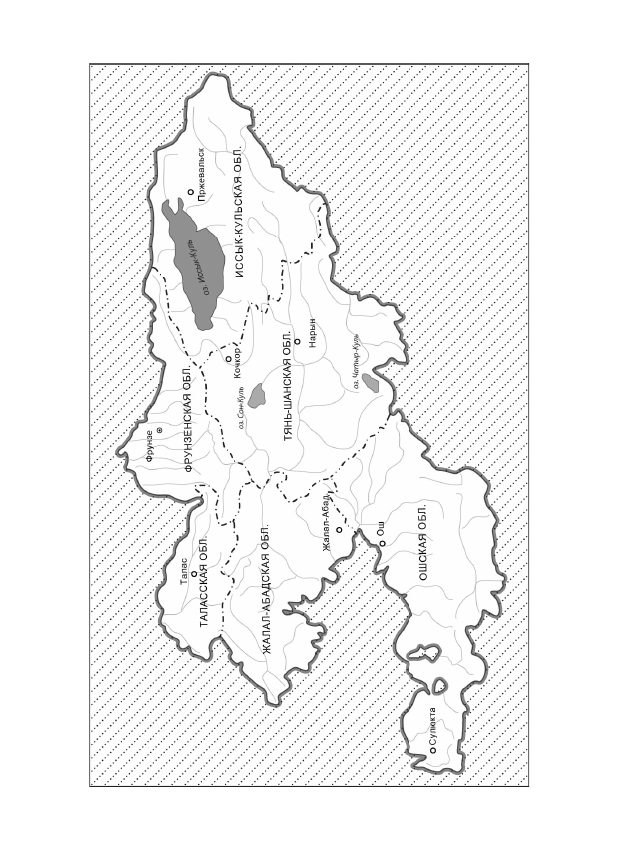 Фрунзе
ФРУНЗЕНСКАЯ ОБЛ.
Талас
ТАЛАССКАЯ ОБЛ.
ЖАЛАЛ-АБАДСКАЯ ОБЛ.
Пржевальск
оз. Иссык-Куль
ИССЫК-КУЛЬСКАЯ ОБЛ.
Кочкор
оз. Сон-Куль
ТЯНЬ-ШАНСКАЯ ОБЛ.
Нарын
оз. Чатыр-Куль
Жалал-Абад
Ош
ОШСКАЯ ОБЛ.
Сулюкта